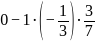 0 − 1 · (− 1/3) · 3/7